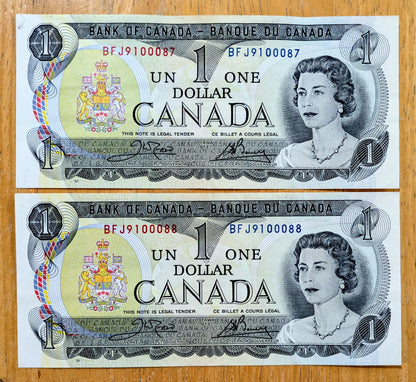 1 BANK OF CANADA – BANQUE DU CANADA 1
BFJ9100087 BFJ9100087
UN 1 ONE
DOLLAR
CANADA
THIS NOTE IS LEGAL TENDER CE BILLET A COURS LÉGAL
1 1
1 BANK OF CANADA – BANQUE DU CANADA 1
BFJ9100088 BFJ9100088
UN 1 ONE
DOLLAR
CANADA
THIS NOTE IS LEGAL TENDER CE BILLET A COURS LÉGAL
1 1